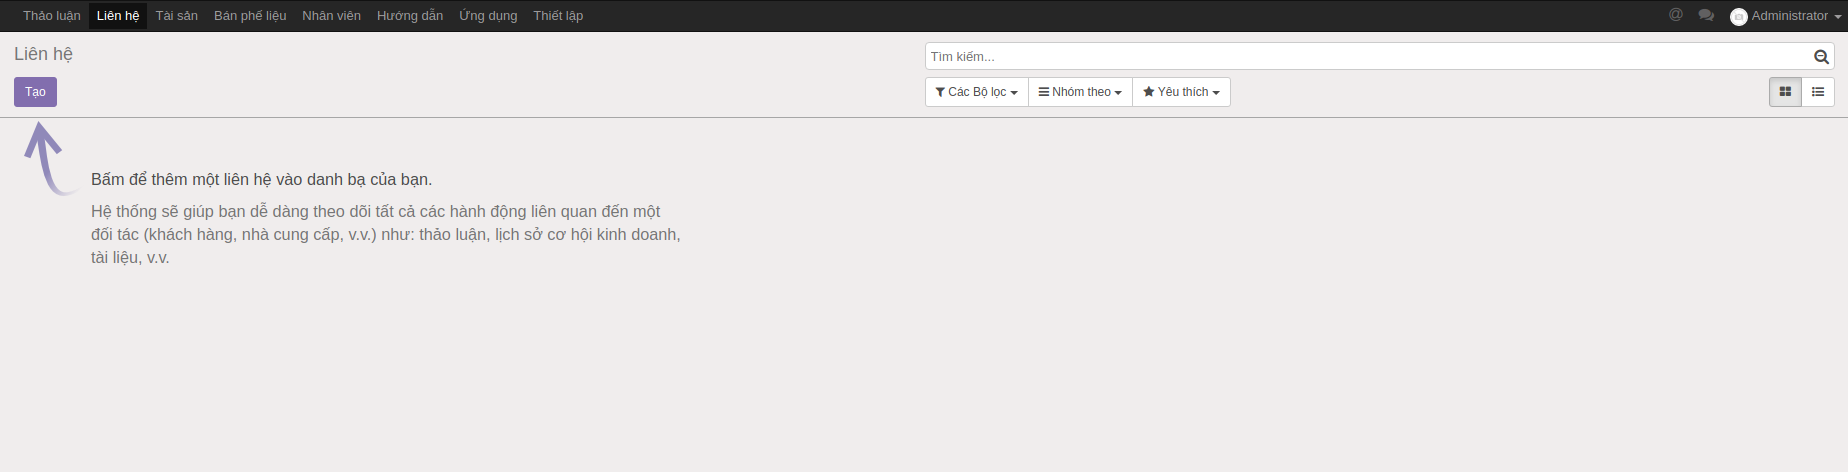 Thảo luận Liên hệ Tài sản Bán phế liệu Nhân viên Hướng dẫn Ứng dụng Thiết lập @ Administrator
Liên hệ
Tìm kiếm...
Tạo
Các Bộ lọc Nhóm theo Yêu thích
Bấm để thêm một liên hệ vào danh bạ của bạn.
Hệ thống sẽ giúp bạn dễ dàng theo dõi tất cả các hành động liên quan đến một
đối tác (khách hàng, nhà cung cấp, v.v.) như: thảo luận, lịch sở cơ hội kinh doanh,
tài liệu, v.v.